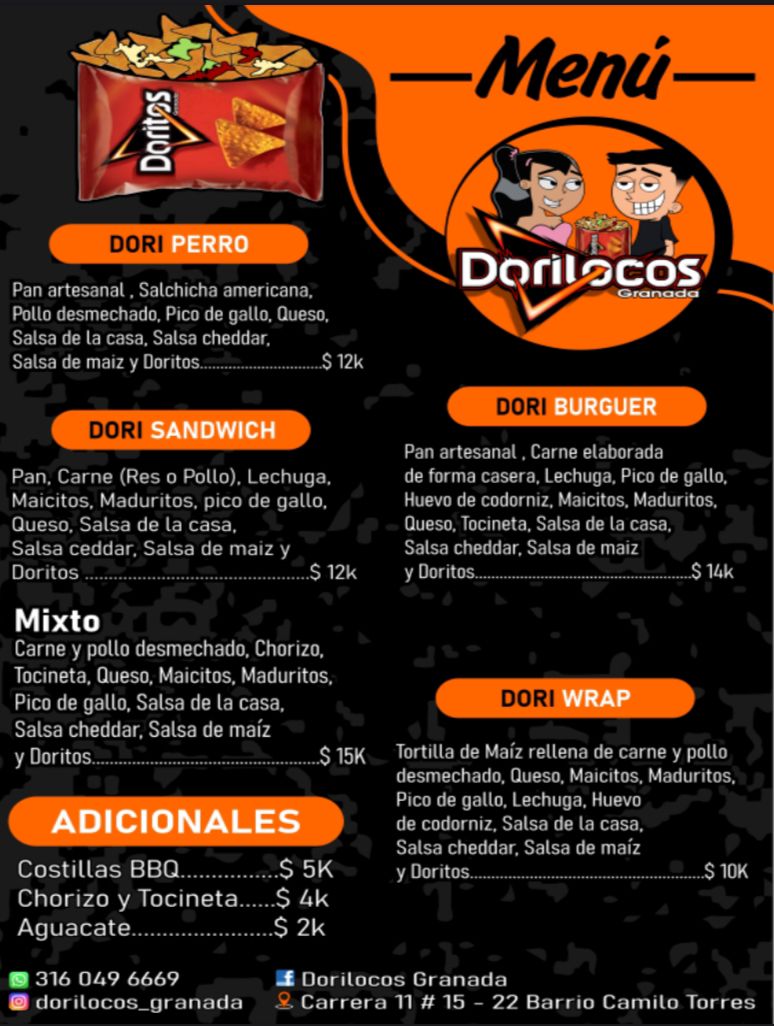 Doritos
Granada
DORI PERRO
Pan artesanal , Salchicha americana,
Pollo desmechado, Pico de gallo, Queso,
Salsa de la casa, Salsa cheddar,
Salsa de maiz y Doritos..............................$ 12k
DORI SANDWICH
Pan, Carne (Res o Pollo), Lechuga,
Maicitos, Maduritos, pico de gallo,
Queso, Salsa de la casa,
Salsa ceddar, Salsa de maiz y
Doritos .......................................$ 12k
Mixto
Carne y pollo desmechado, Chorizo,
Tocineta, Queso, Maicitos, Maduritos,
Pico de gallo, Salsa de la casa,
Salsa cheddar, Salsa de maíz
y Doritos.......................................................$ 15K
ADICIONALES
Costillas BBQ................$ 5K
Chorizo y Tocineta......$ 4k
Aguacate.......................$ 2k
Menú
Dorilocos
Granada
DORI BURGUER
Pan artesanal , Carne elaborada
de forma casera, Lechuga, Pico de gallo,
Huevo de codorniz, Maicitos, Maduritos,
Queso, Tocineta, Salsa de la casa,
Salsa cheddar, Salsa de maiz
y Doritos.....................................................$ 14k
DORI WRAP
Tortilla de Maíz rellena de carne y pollo
desmechado, Queso, Maicitos, Maduritos,
Pico de gallo, Lechuga, Huevo
de codorniz, Salsa de la casa,
Salsa cheddar, Salsa de maíz
y Doritos.........................................................$ 10K
316 049 6669
Dorilocos Granada
dorilocos_granada
Carrera 11 # 15 - 22 Barrio Camilo Torres